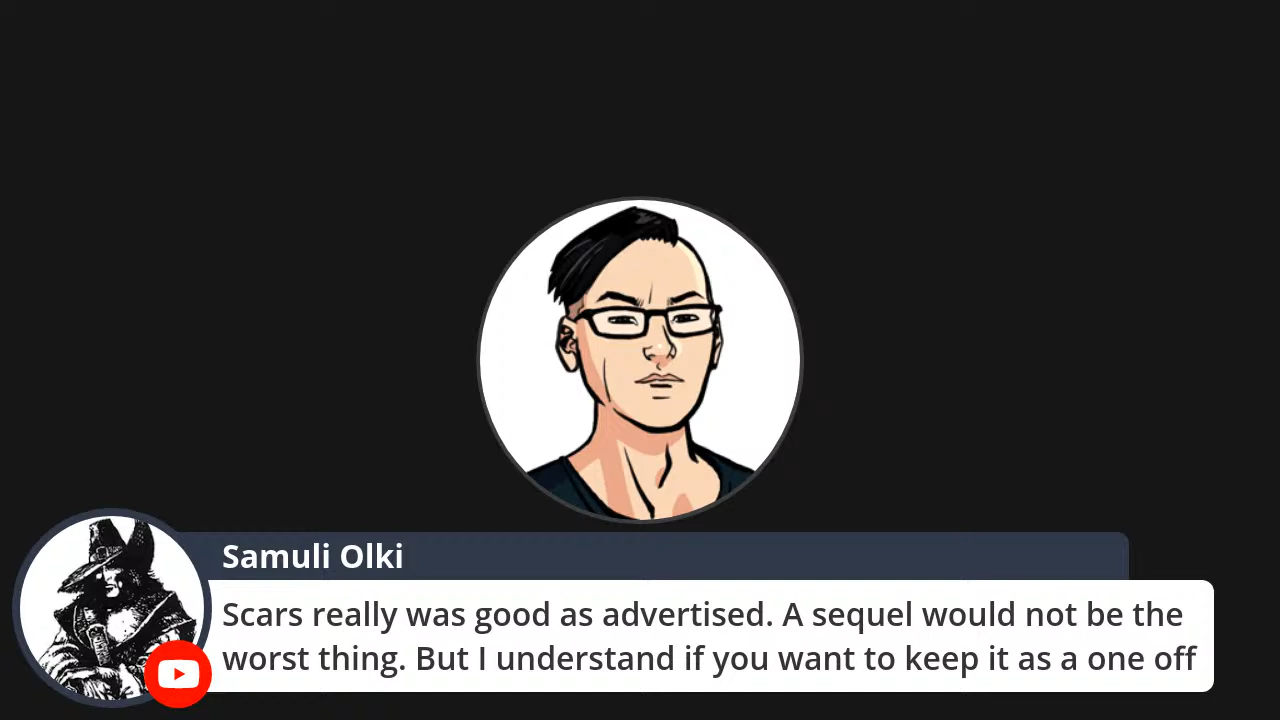 Samuli Olki
Scars really was good as advertised. A sequel would not be the
worst thing. But I understand if you want to keep it as a one off